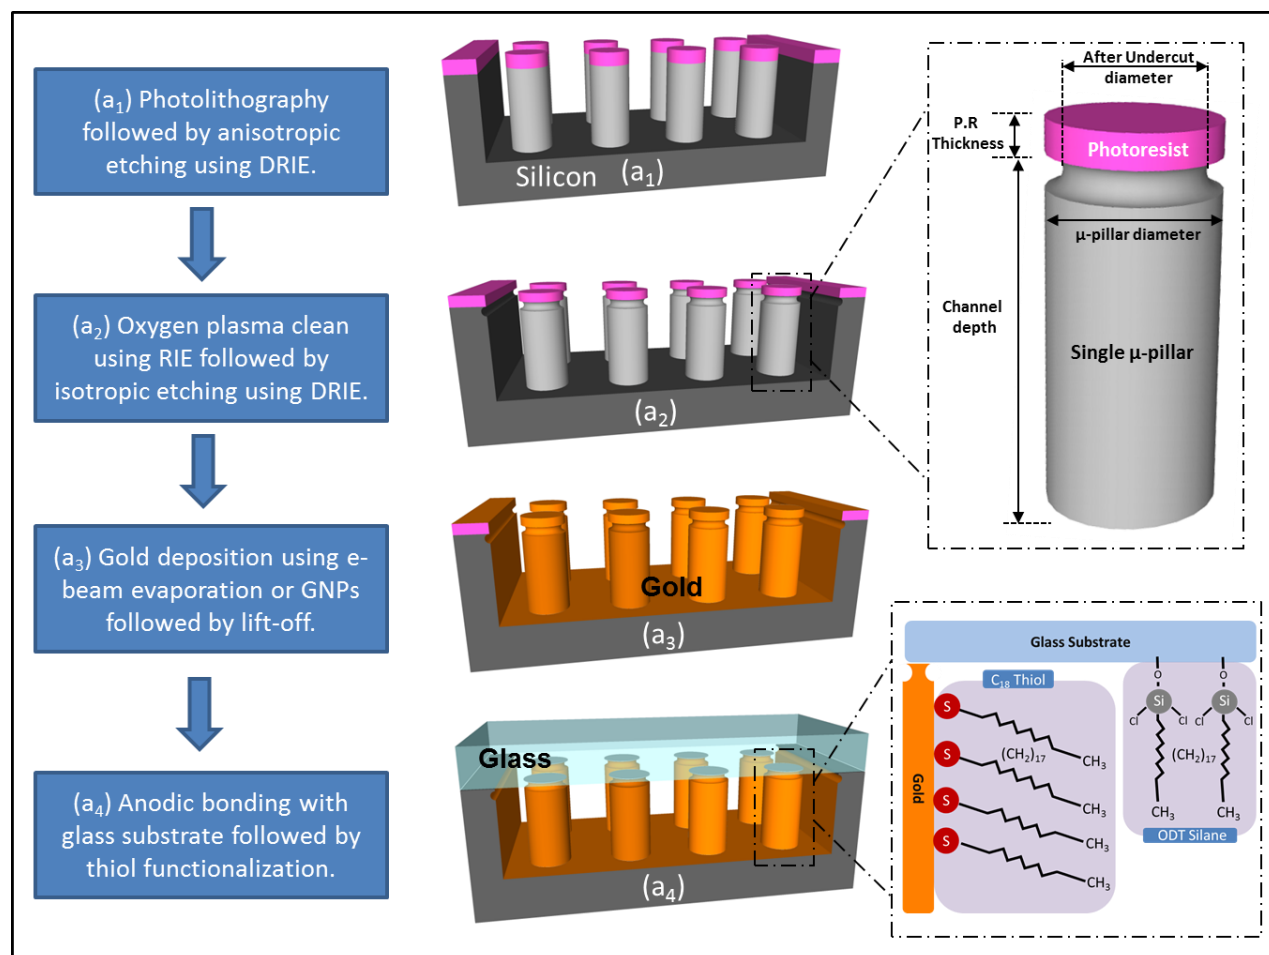 (a₁) Photolithography
followed by anisotropic
etching using DRIE.
(a₂) Oxygen plasma clean
using RIE followed by
isotropic etching using DRIE.
(a₃) Gold deposition using e-
beam evaporation or GNPs
followed by lift-off.
(a₄) Anodic bonding with
glass substrate followed by
thiol functionalization.
Silicon (a₁)
(a₂)
Gold
(a₃)
Glass
(a₄)
After Undercut
diameter
P.R
Thickness
Photoresist
μ-pillar diameter
Channel
depth
Single μ-pillar
Glass Substrate
C₁₈ Thiol
S
(CH₂)₁₇
CH₃
S
CH₃
S
CH₃
S
CH₃
Gold
O
O
Si
Si
Cl
Cl
Cl
Cl
(CH₂)₁₇
CH₃
CH₃
ODT Silane